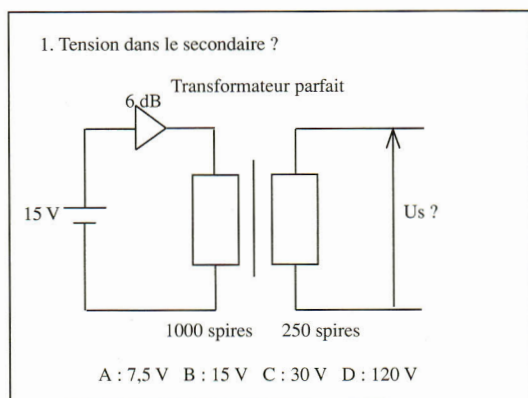 1. Tension dans le secondaire ?
Transformateur parfait
6 dB
15 V
Us ?
1000 spires 250 spires
A : 7,5 V B : 15 V C : 30 V D : 120 V